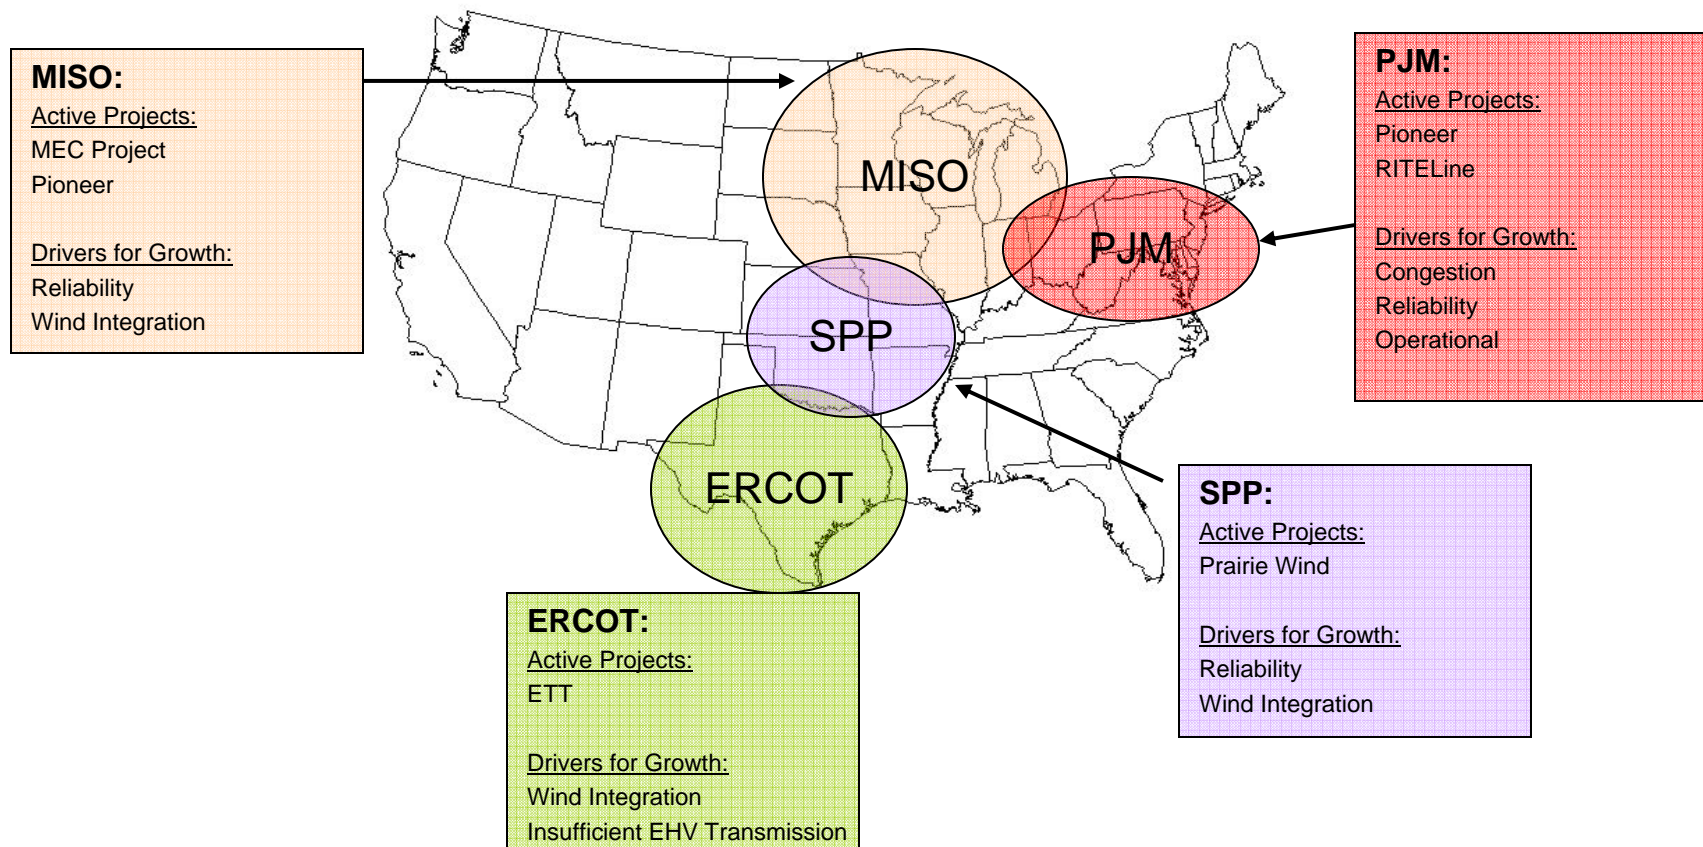 MISO:
Active Projects:
MEC Project
Pioneer
Drivers for Growth:
Reliability
Wind Integration
MISO
PJM
SPP
ERCOT
PJM:
Active Projects:
Pioneer
RITELine
Drivers for Growth:
Congestion
Reliability
Operational
SPP:
Active Projects:
Prairie Wind
Drivers for Growth:
Reliability
Wind Integration
ERCOT:
Active Projects:
ETT
Drivers for Growth:
Wind Integration
Insufficient EHV Transmission